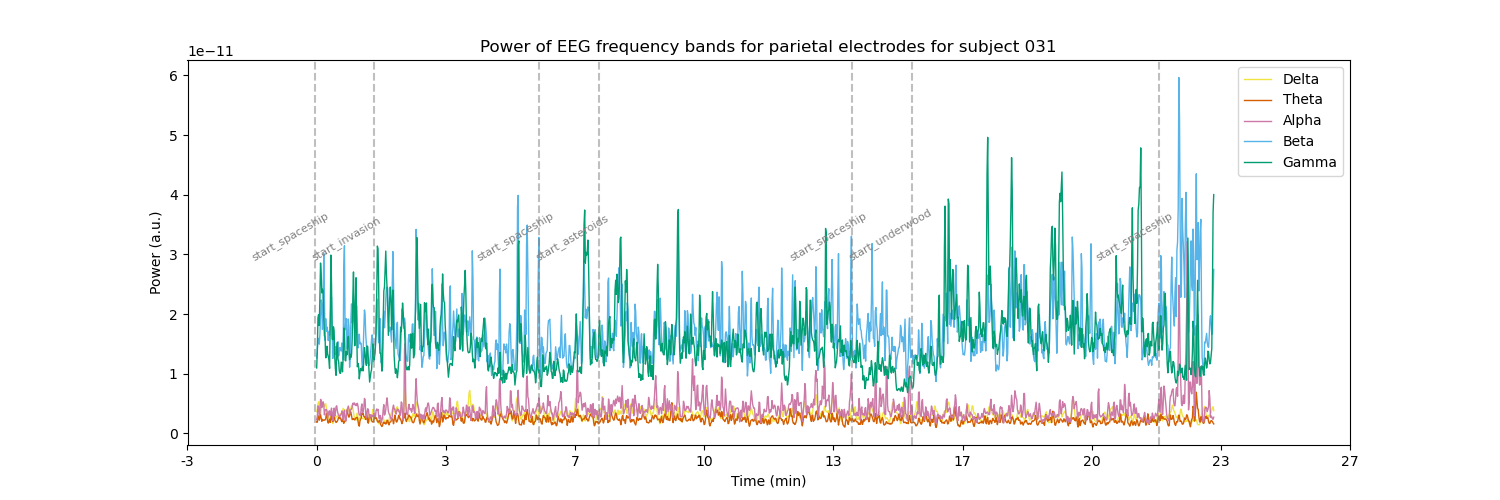 Power of EEG frequency bands for parietal electrodes for subject 031
1e−11
6
5
4
3
2
1
0
Power (a.u.)
start_spaceship
start_invasion
start_spaceship
start_asteroids
start_spaceship
start_underwood
start_spaceship
Delta
Theta
Alpha
Beta
Gamma
-3 0 3 7 10 13 17 20 23 27
Time (min)